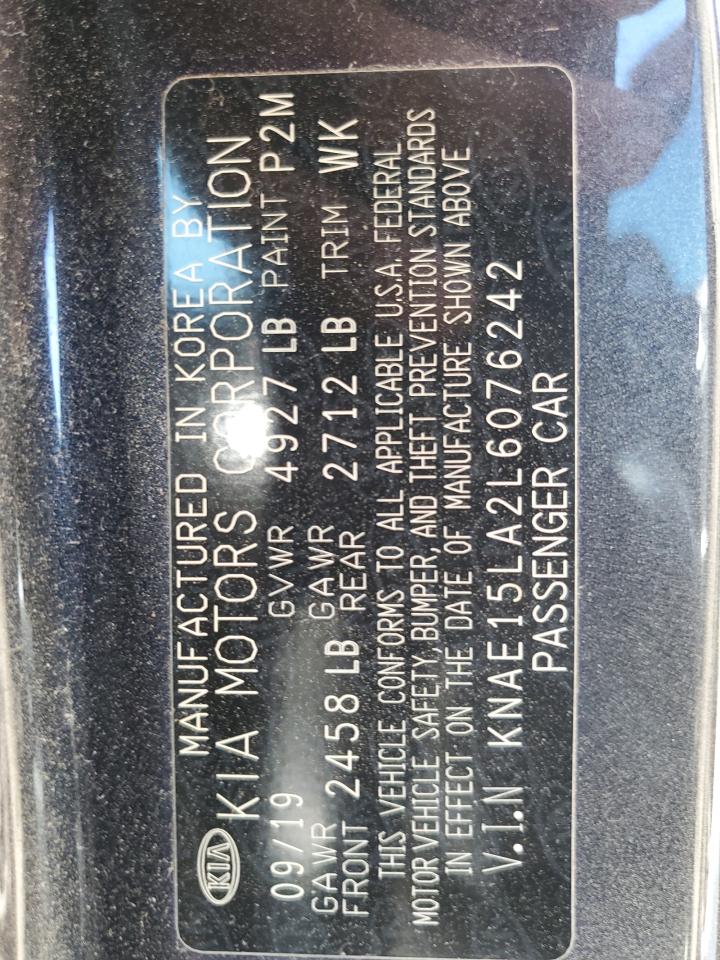 KIA
MANUFACTURED IN KOREA BY
KIA MOTORS CORPORATION
09/19 GVWR 4927 LB PAINT P2M
GAWR FRONT 2458 LB GAWR REAR 2712 LB TRIM WK
THIS VEHICLE CONFORMS TO ALL APPLICABLE U.S.A. FEDERAL
MOTOR VEHICLE SAFETY, BUMPER, AND THEFT PREVENTION STANDARDS
IN EFFECT ON THE DATE OF MANUFACTURE SHOWN ABOVE
V.I.N KNAE15LA2L6076242
PASSENGER CAR